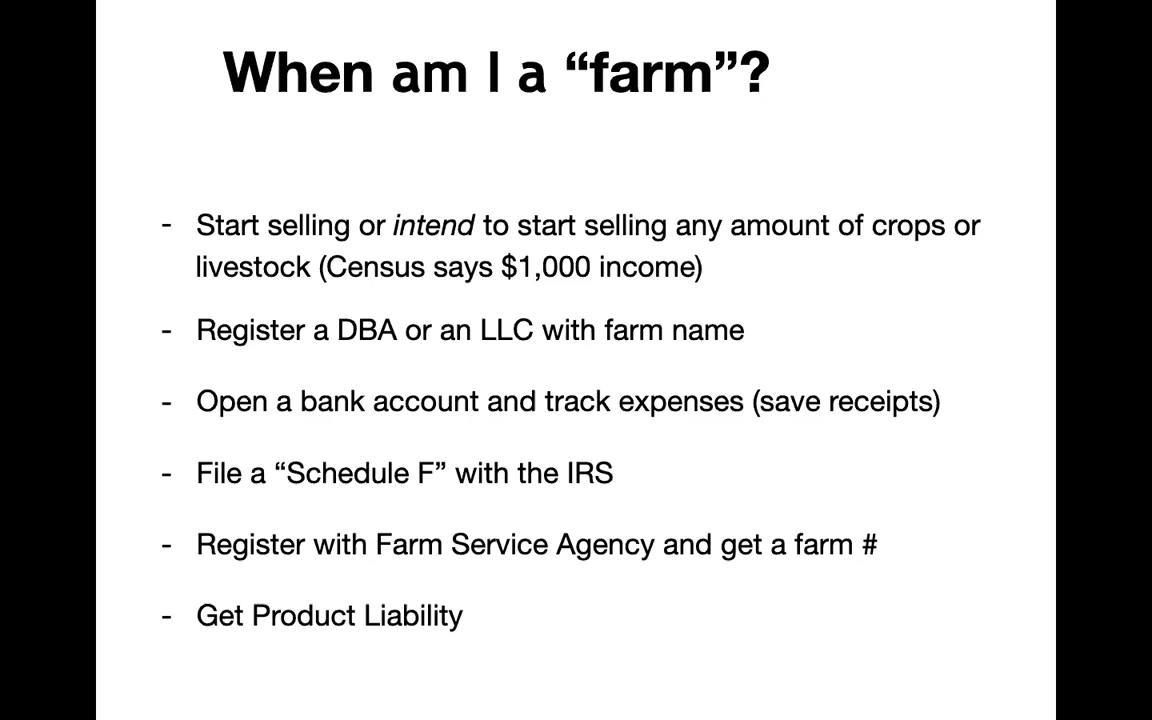 When am I a “farm”?
- Start selling or intend to start selling any amount of crops or
livestock (Census says $1,000 income)
- Register a DBA or an LLC with farm name
- Open a bank account and track expenses (save receipts)
- File a “Schedule F” with the IRS
- Register with Farm Service Agency and get a farm #
- Get Product Liability